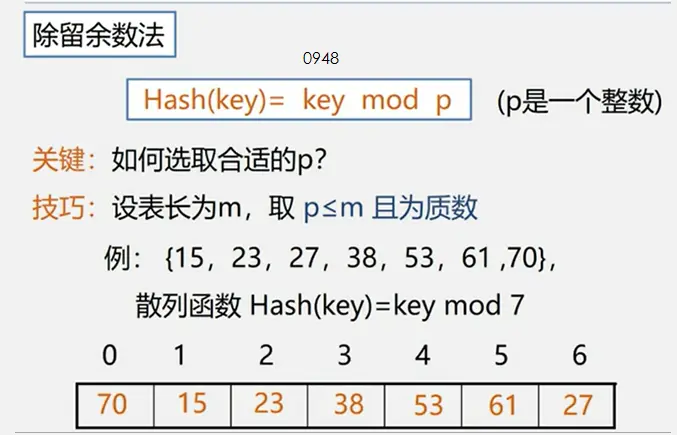 除留余数法
0948
Hash(key)= key mod p (p是一个整数)
关键：如何选取合适的p?
技巧：设表长为m，取 p≤m 且为质数
例： {15，23，27，38，53，61 ,70}，
散列函数 Hash(key)=key mod 7
0 1 2 3 4 5 6
70 15 23 38 53 61 27